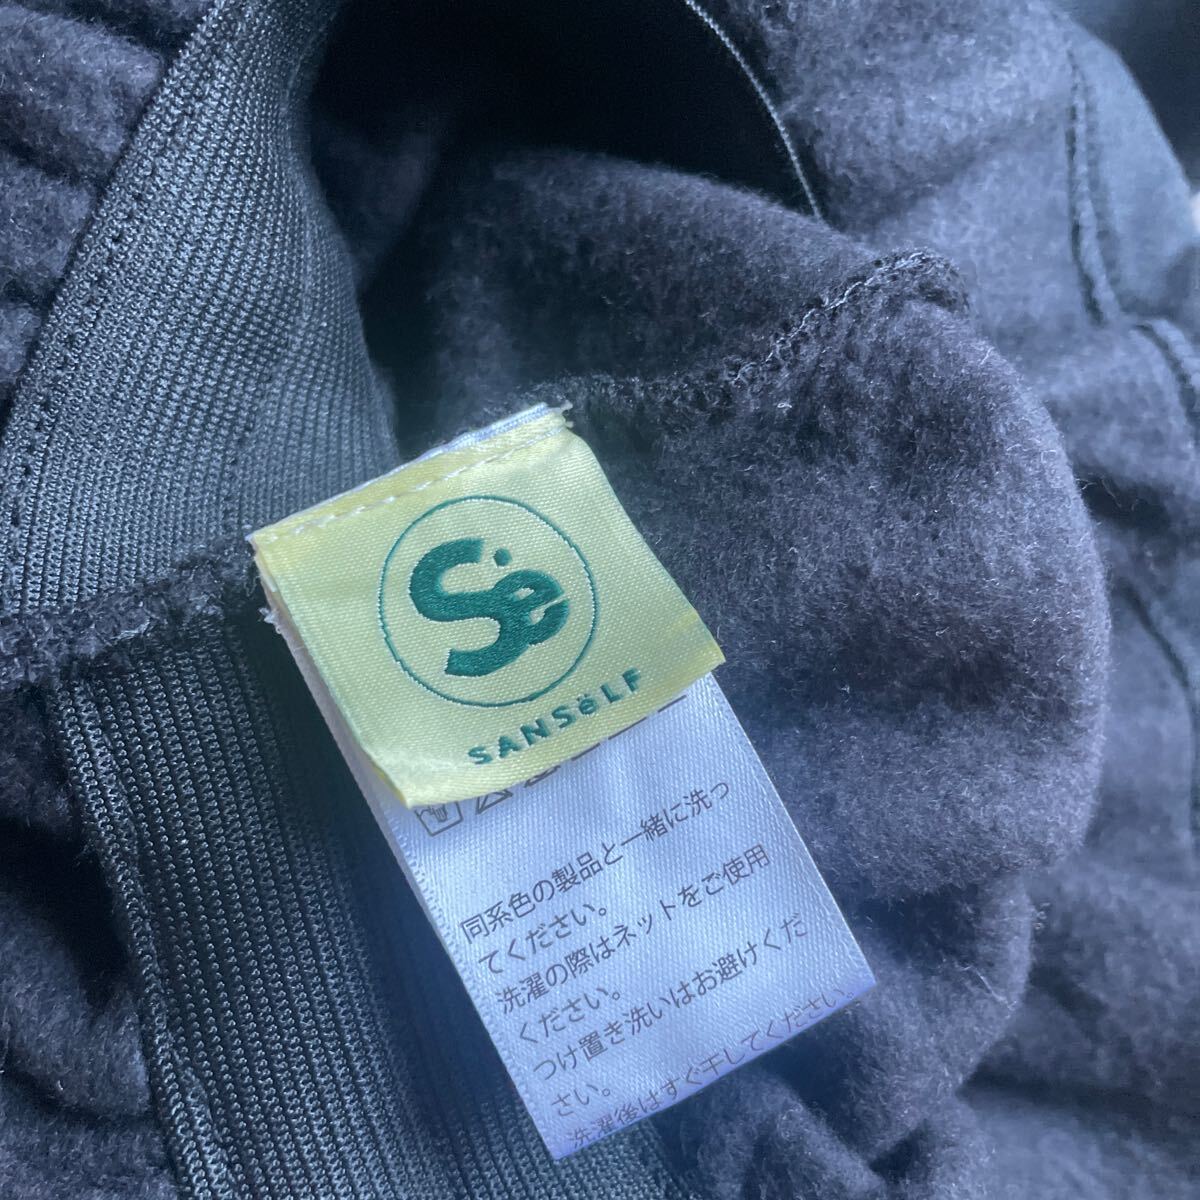 Se
SANSëLF
同系色の製品と一緒に洗っ
てください。
洗濯の際はネットをご使用
ください。
つけ置き洗いはお避けくだ
さい。
洗濯後はすぐ干してください。